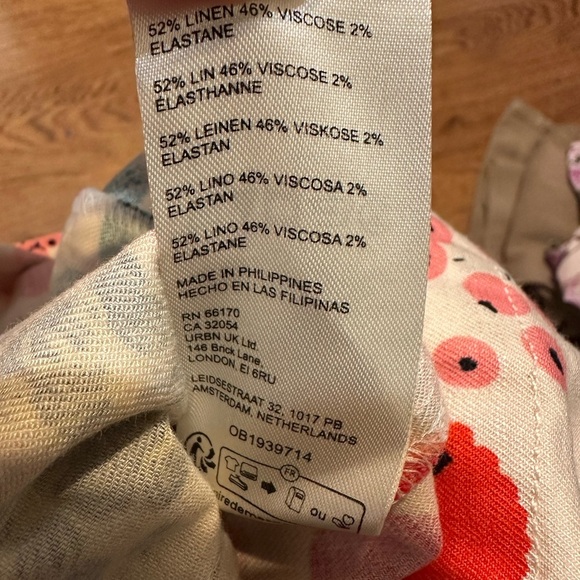 52% LINEN 46% VISCOSE 2%
ELASTANE
52% LIN 46% VISCOSE 2%
ÉLASTHANNE
52% LEINEN 46% VISKOSE 2%
ELASTAN
52% LINO 46% VISCOSA 2%
ELASTAN
52% LINO 46% VISCOSA 2%
ELASTANE
MADE IN PHILIPPINES
HECHO EN LAS FILIPINAS
RN 66170
CA 32054
URBN UK Ltd.
146 Brick Lane,
LONDON, E1 6RU
LEIDSESTRAAT 32, 1017 PB
AMSTERDAM, NETHERLANDS
OB1939714
FR
ou